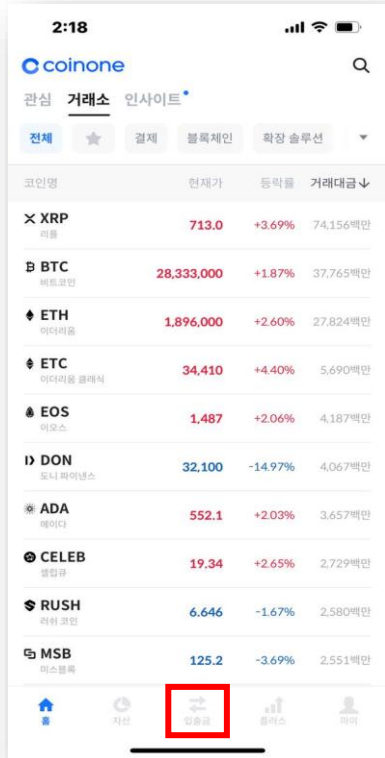 2:18
coinone
관심 거래소 인사이트
전체 결제 블록체인 확장 솔루션
코인명 현재가 등락률 거래대금↓
XRP 713.0 +3.69% 74,156백만
리플
BTC 28,333,000 +1.87% 37,765백만
비트코인
ETH 1,896,000 +2.60% 27,824백만
이더리움
ETC 34,410 +4.40% 5,690백만
이더리움 클래식
EOS 1,487 +2.06% 4,187백만
이오스
DON 32,100 -14.97% 4,067백만
도니 파이낸스
ADA 552.1 +2.03% 3,657백만
에이다
CELEB 19.34 +2.65% 2,729백만
셀럽큐
RUSH 6.646 -1.67% 2,580백만
러쉬 코인
MSB 125.2 -3.69% 2,551백만
미스블록
홈 자산 입출금 플러스 마이